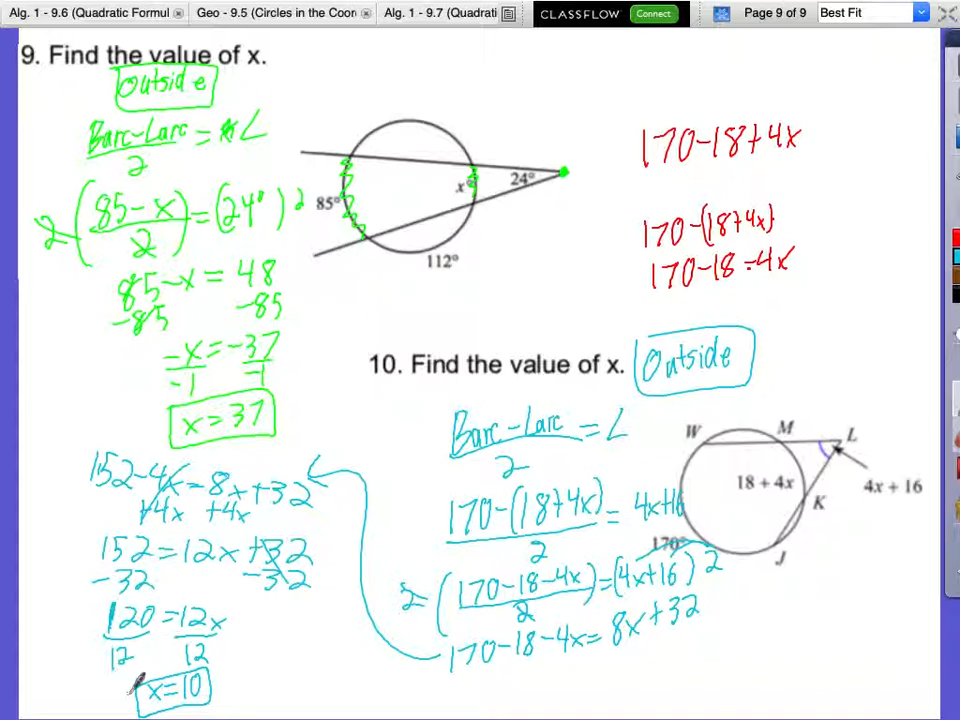 Alg. 1 - 9.6 (Quadratic Formul
Geo - 9.5 (Circles in the Coor
Alg. 1 - 9.7 (Quadrati
CLASSFLOW
Connect
Page 9 of 9
Best Fit
9. Find the value of x.
Outside
Barc-Larc = ∠
2
2(85-x)=(24°)2
2
85-x = 48
-85 -85
-x = -37
-1 -1
x = 37
85°
x°
24°
112°
170-18+4x
170-(18+4x)
170-18-4x
10. Find the value of x.
Outside
Barc-Larc = ∠
2
170-(18+4x) = 4x+16
2
2(170-18-4x)=(4x+16)2
2
170-18-4x = 8x+32
W
M
L
18 + 4x
4x + 16
K
170°
J
152-4x=8x+32
+4x +4x
152=12x+32
-32 -32
120=12x
12 12
x=10